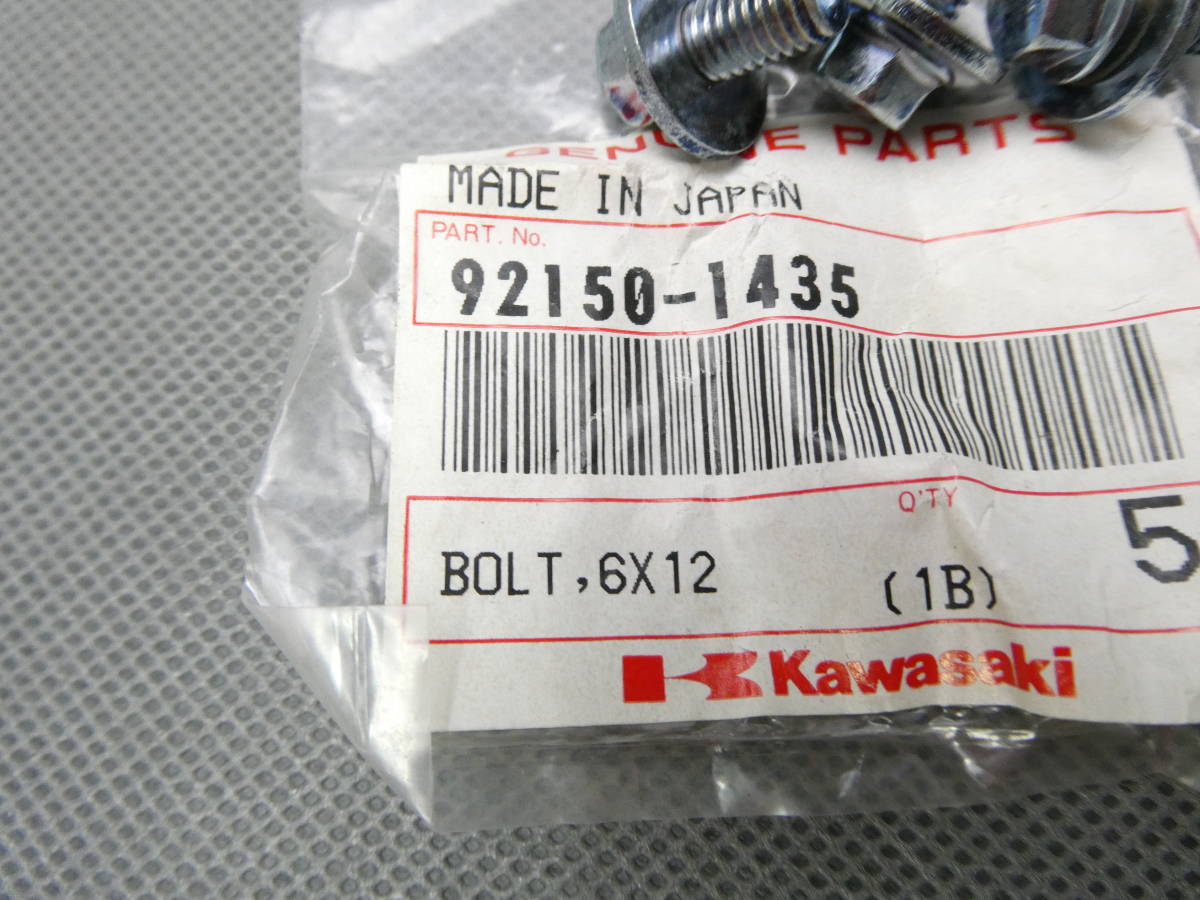 GENUINE PARTS
MADE IN JAPAN
PART. No.
92150-1435
Q'TY
BOLT,6X12 (1B) 5
Kawasaki